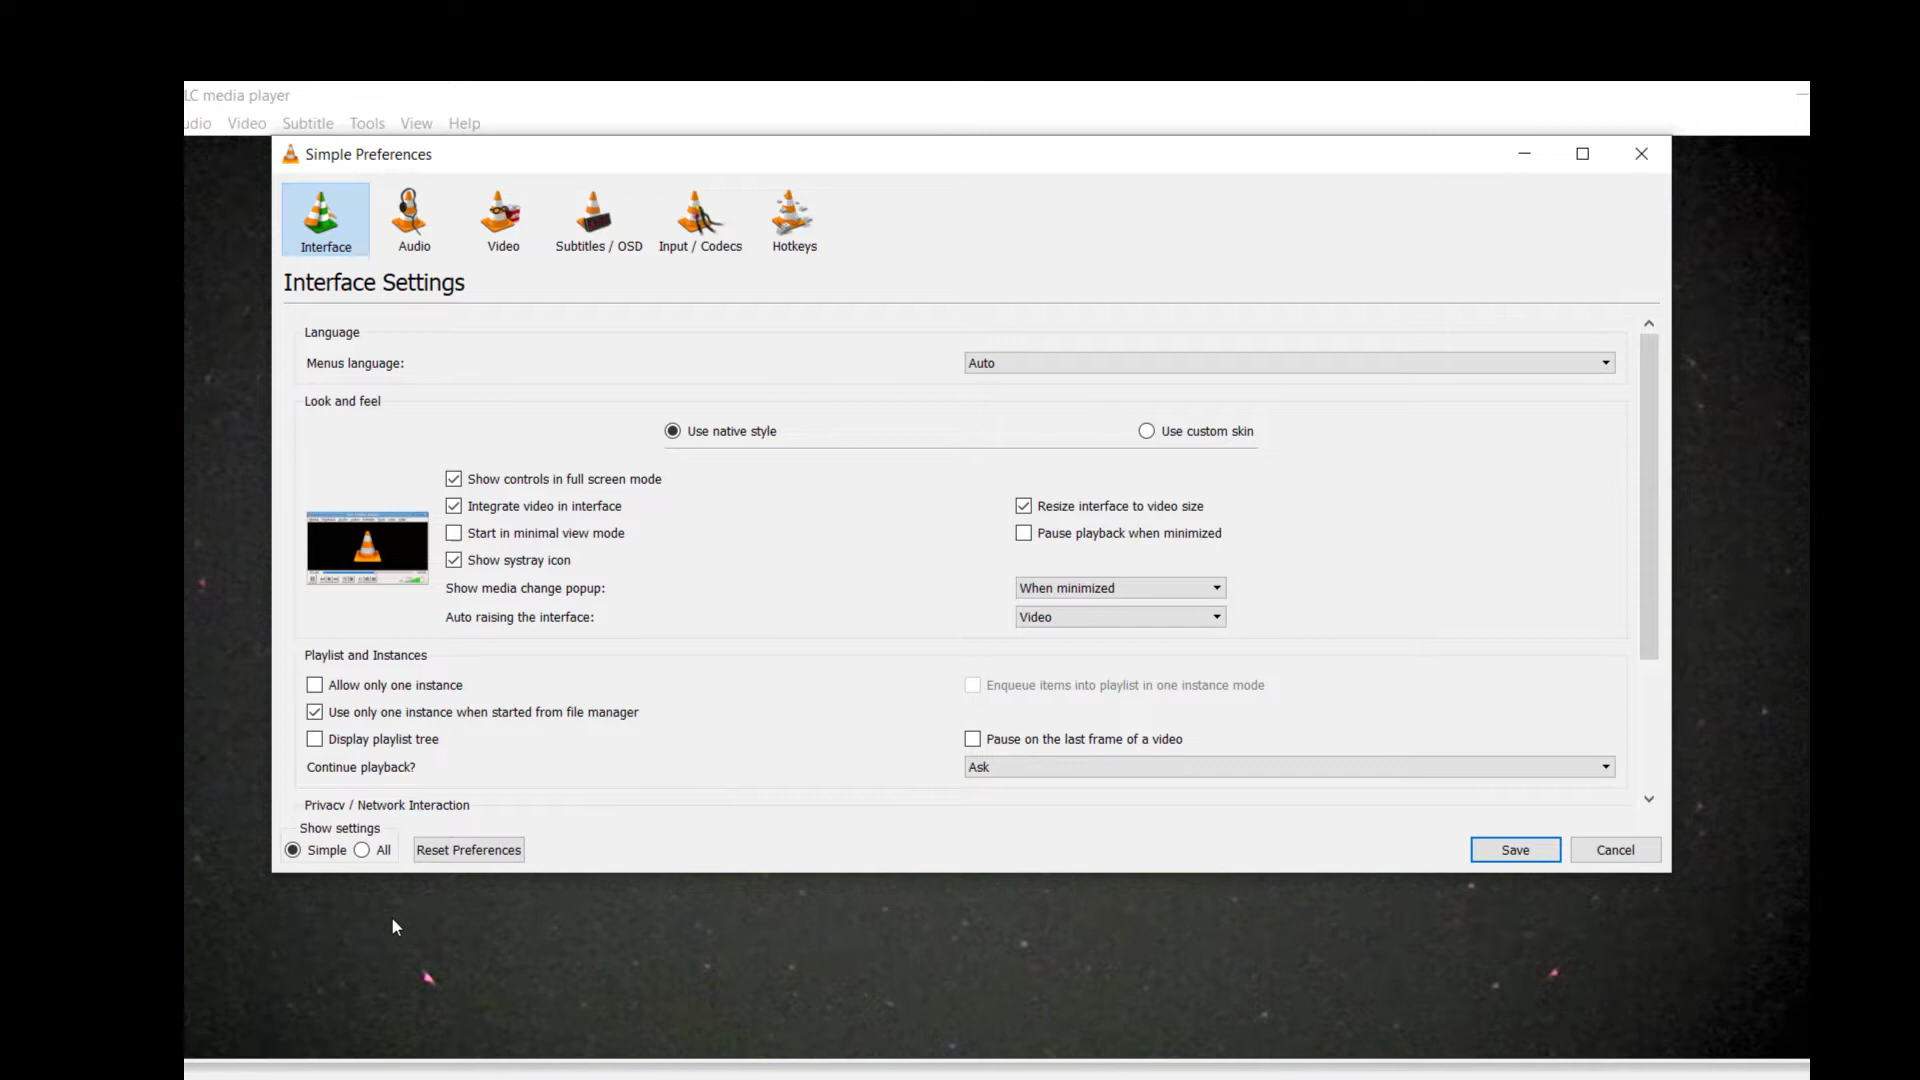 LC media player
udio Video Subtitle Tools View Help
Simple Preferences
Interface Audio Video Subtitles / OSD Input / Codecs Hotkeys
Interface Settings
Language
Menus language: Auto
Look and feel
Use native style Use custom skin
Show controls in full screen mode
Integrate video in interface Resize interface to video size
Start in minimal view mode Pause playback when minimized
Show systray icon
Show media change popup: When minimized
Auto raising the interface: Video
Playlist and Instances
Allow only one instance Enqueue items into playlist in one instance mode
Use only one instance when started from file manager
Display playlist tree Pause on the last frame of a video
Continue playback? Ask
Privacy / Network Interaction
Show settings
Simple All Reset Preferences Save Cancel